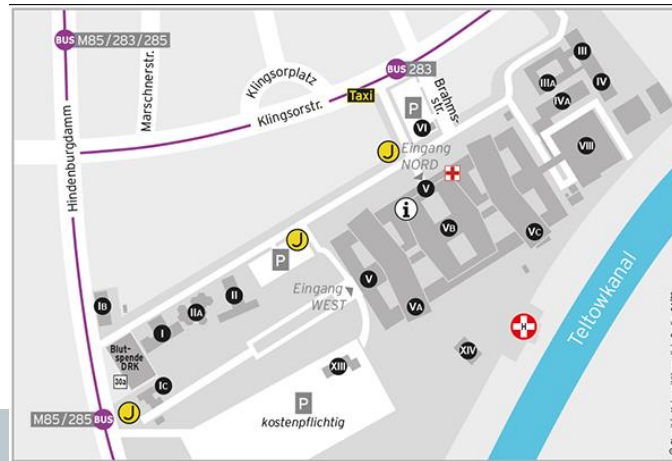 BUS M85/283/285
Marschnerstr.
Klingsorplatz
Klingsorstr.
Taxi
BUS 283
Brahms-
str.
P
VI
III
IIIA
IV
IVA
VIII
Eingang
NORD
J
V
i
VB
VC
Hindenburgdamm
J
P
Eingang
WEST
V
VA
Teltowkanal
H
XIV
II
IIA
I
IB
Blut-
spende
DRK
30a
IC
XIII
P
kostenpflichtig
J
M85/285 BUS